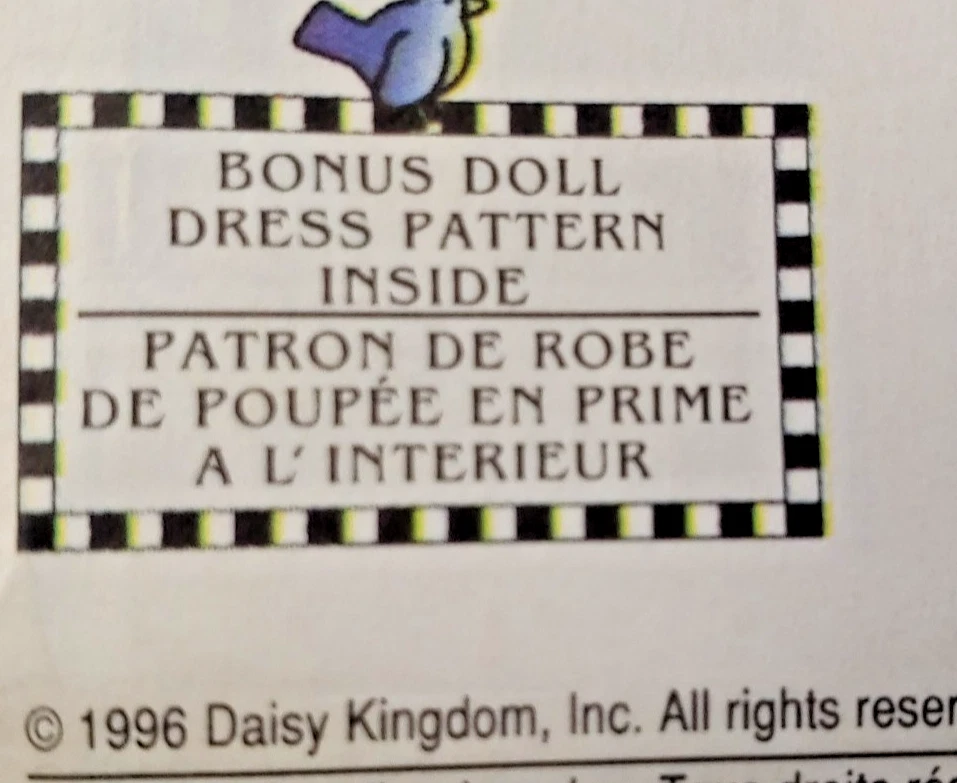 BONUS DOLL
DRESS PATTERN
INSIDE
PATRON DE ROBE
DE POUPÉE EN PRIME
A L' INTERIEUR
© 1996 Daisy Kingdom, Inc. All rights reser